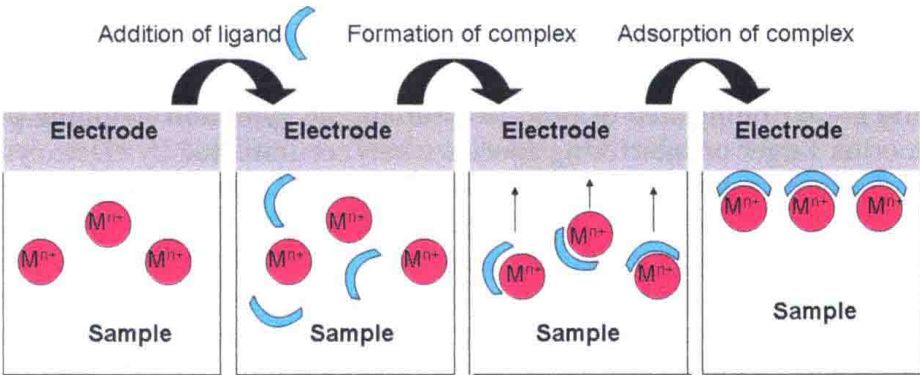 Addition of ligand
Formation of complex
Adsorption of complex
Electrode
Electrode
Electrode
Electrode
Mⁿ⁺
Mⁿ⁺
Mⁿ⁺
Sample
Mⁿ⁺
Mⁿ⁺
Mⁿ⁺
Sample
Mⁿ⁺
Mⁿ⁺
Mⁿ⁺
Sample
Mⁿ⁺
Mⁿ⁺
Mⁿ⁺
Sample